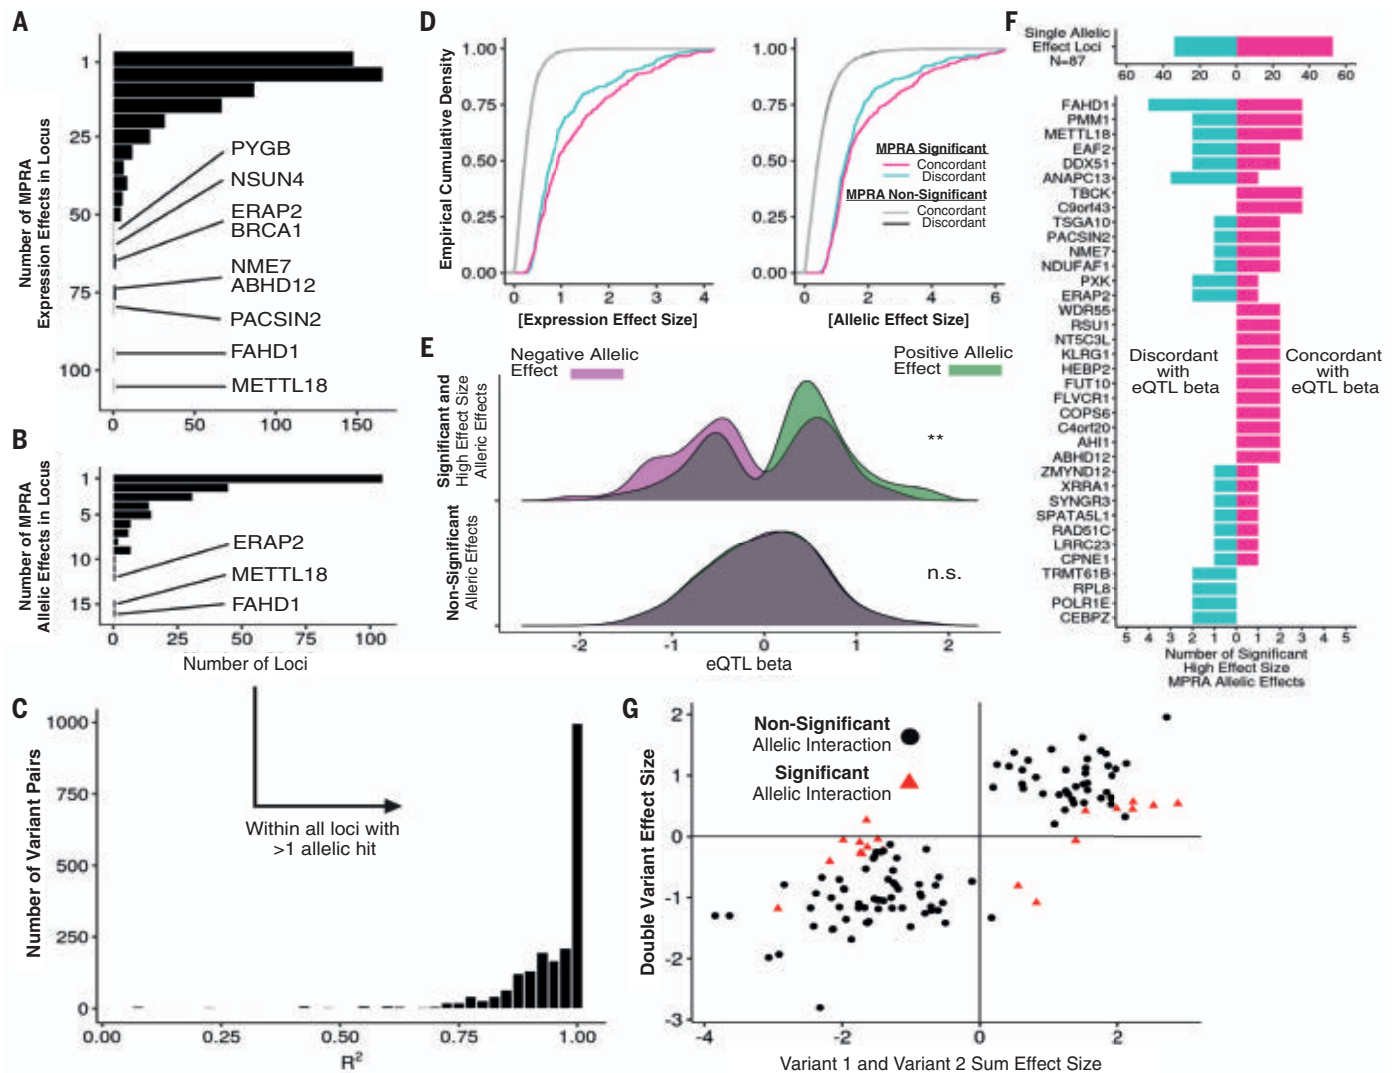 A
Number of MPRA
Expression Effects in Locus
1
25
50
75
100
PYGB
NSUN4
ERAP2
BRCA1
NME7
ABHD12
PACSIN2
FAHD1
METTL18
0
50
100
150
B
Number of MPRA
Allelic Effects in Locus
1
5
10
15
ERAP2
METTL18
FAHD1
0
25
50
75
100
Number of Loci
C
Number of Variant Pairs
1000
750
500
250
0
Within all loci with
>1 allelic hit
0.00
0.25
0.50
0.75
1.00
R²
D
Empirical Cumulative Density
1.00
0.75
0.50
0.25
0.00
0
1
2
3
4
[Expression Effect Size]
1.00
0.75
0.50
0.25
0.00
MPRA Significant
Concordant
Discordant
MPRA Non-Significant
Concordant
Discordant
0
2
4
6
[Allelic Effect Size]
E
Negative Allelic
Effect
Positive Allelic
Effect
Significant and
High Effect Size
Alleric Effects
**
Non-Significant
Aleric Effects
n.s.
-2
-1
0
1
2
eQTL beta
F
Single Allelic
Effect Loci
N=87
60
40
20
0
20
40
60
FAHD1
PMM1
METTL18
EAF2
DDX51
ANAPC13
TBCK
C9orf43
TSGA10
PACSIN2
NME7
NDUFAF1
PXK
ERAP2
WDR55
RSU1
NT5C3L
KLRG1
HEBP2
FUT10
FLVCR1
COPS6
C4orf20
AHI1
ABHD12
ZMYND12
XRRA1
SYNGR3
SPATA5L1
RAD51C
LRRC23
CPNE1
TRMT61B
RPL8
POLR1E
CEBPZ
Discordant
with
eQTL beta
Concordant
with
eQTL beta
5
4
3
2
1
0
1
2
3
4
5
Number of Significant
High Effect Size
MPRA Allelic Effects
G
Double Variant Effect Size
2
1
0
-1
-2
-3
Non-Significant
Allelic Interaction
Significant
Allelic Interaction
-4
-2
0
2
Variant 1 and Variant 2 Sum Effect Size